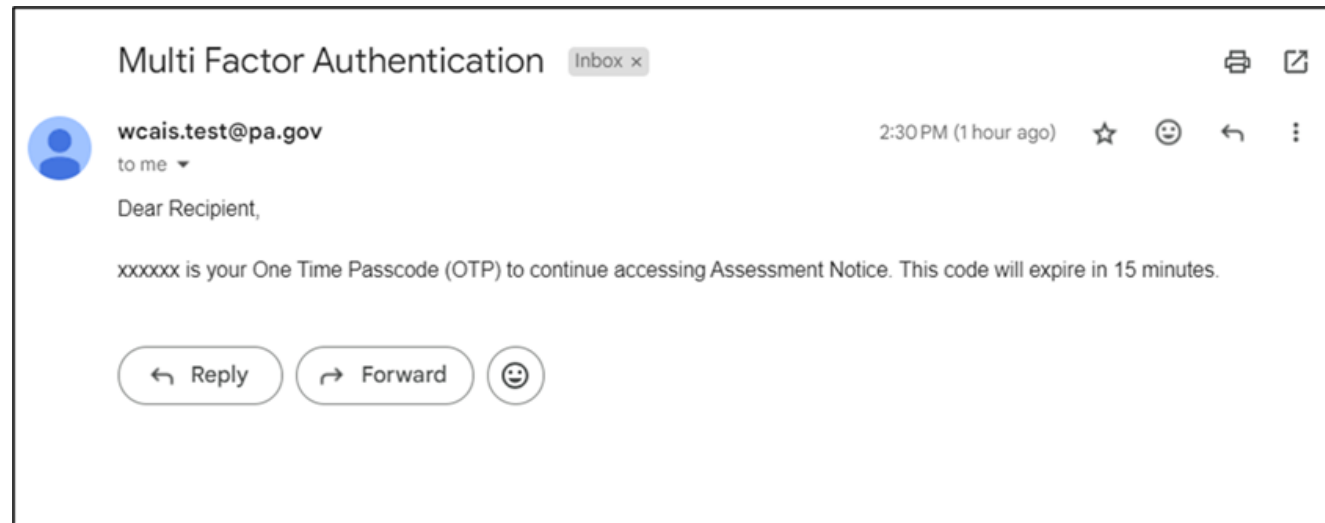 Multi Factor Authentication Inbox ×
wcais.test@pa.gov 2:30 PM (1 hour ago)
to me
Dear Recipient,
xxxxxx is your One Time Passcode (OTP) to continue accessing Assessment Notice. This code will expire in 15 minutes.
Reply Forward